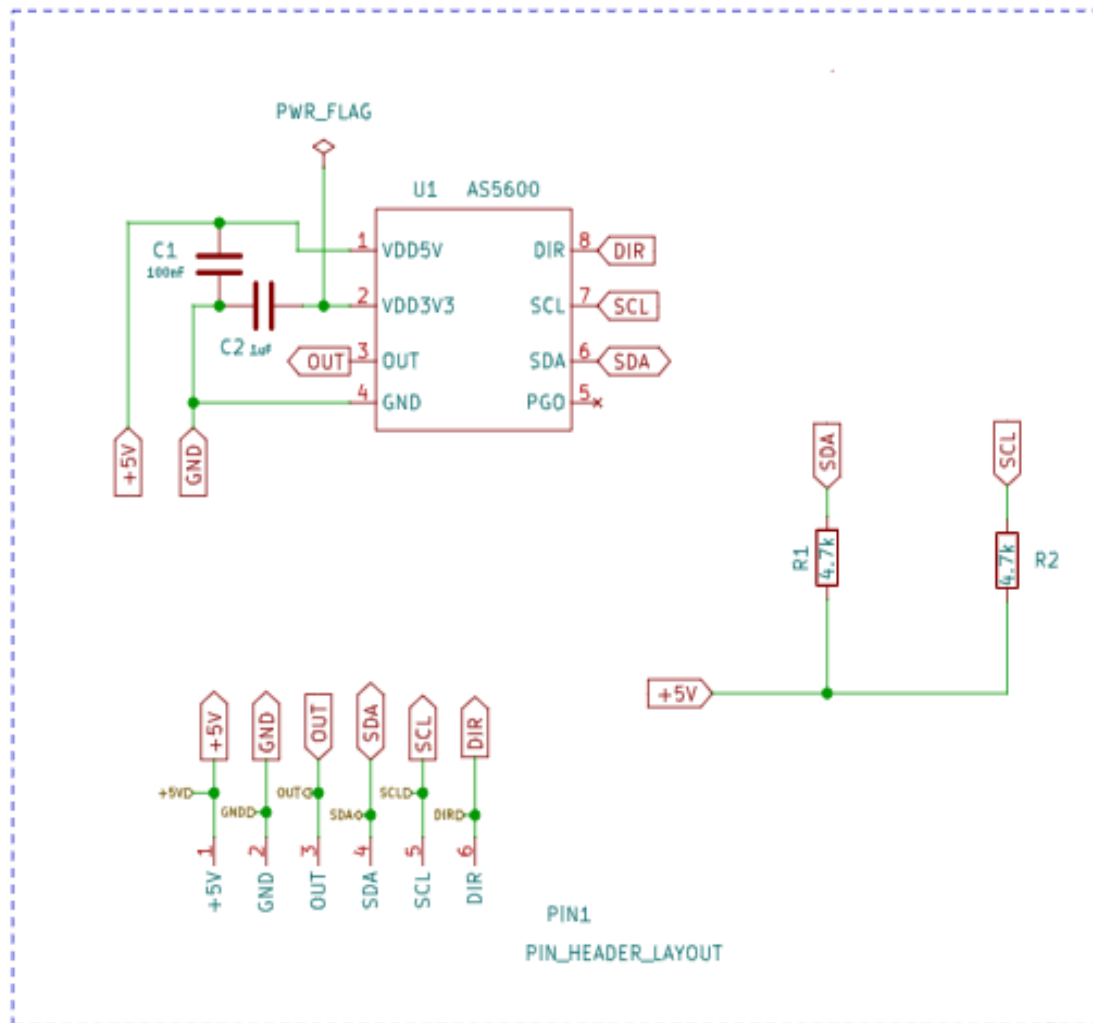 PWR_FLAG
U1 AS5600
C1
100nF
1 VDD5V
DIR 8 DIR
2 VDD3V3
SCL 7 SCL
C2 1uF
OUT 3 OUT
SDA 6 SDA
4 GND
PGO 5
+5V
GND
SDA
SCL
R1
4.7k
4.7k
R2
+5V
+5V
GND
OUT
SDA
SCL
DIR
+5V
OUT
SCL
GND
SDA
DIR
1
2
3
4
5
6
+5V
GND
OUT
SDA
SCL
DIR
PIN1
PIN_HEADER_LAYOUT